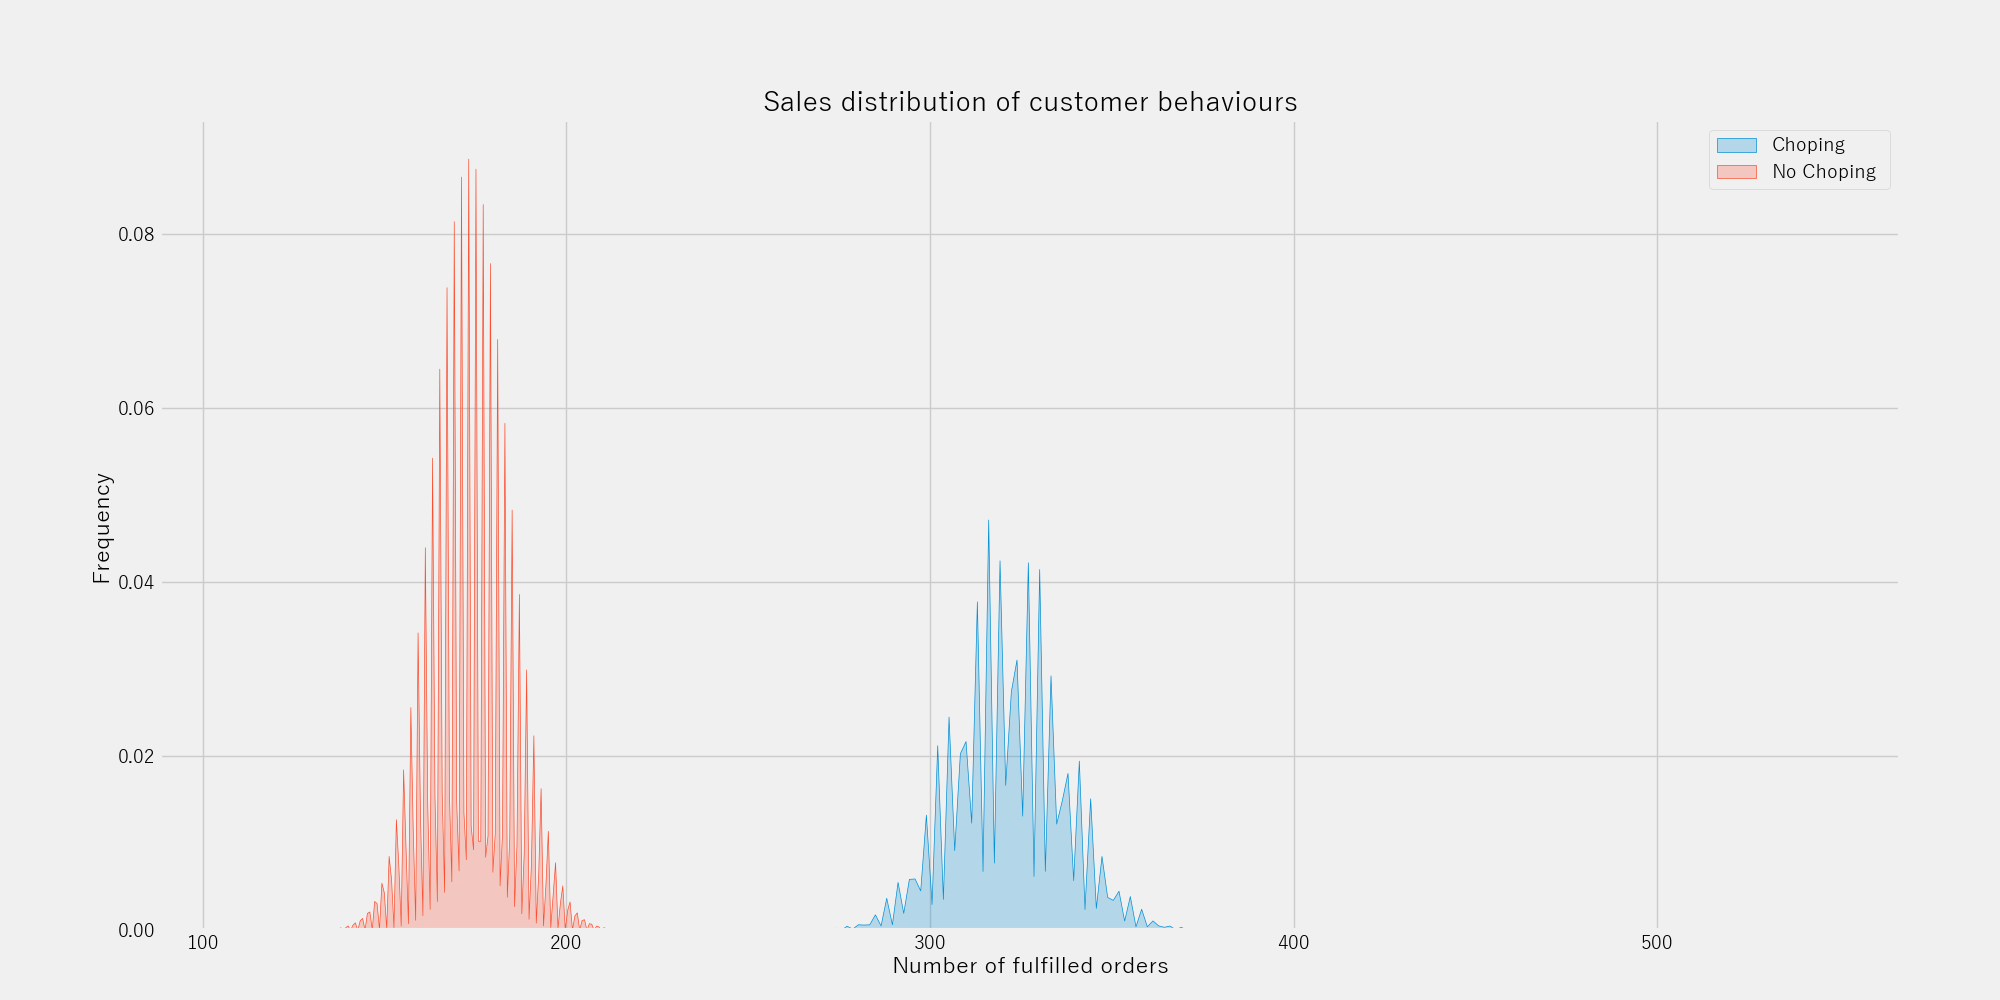 Sales distribution of customer behaviours
Choping
No Choping
0.08
0.06
0.04
0.02
0.00
Frequency
100 200 300 400 500
Number of fulfilled orders